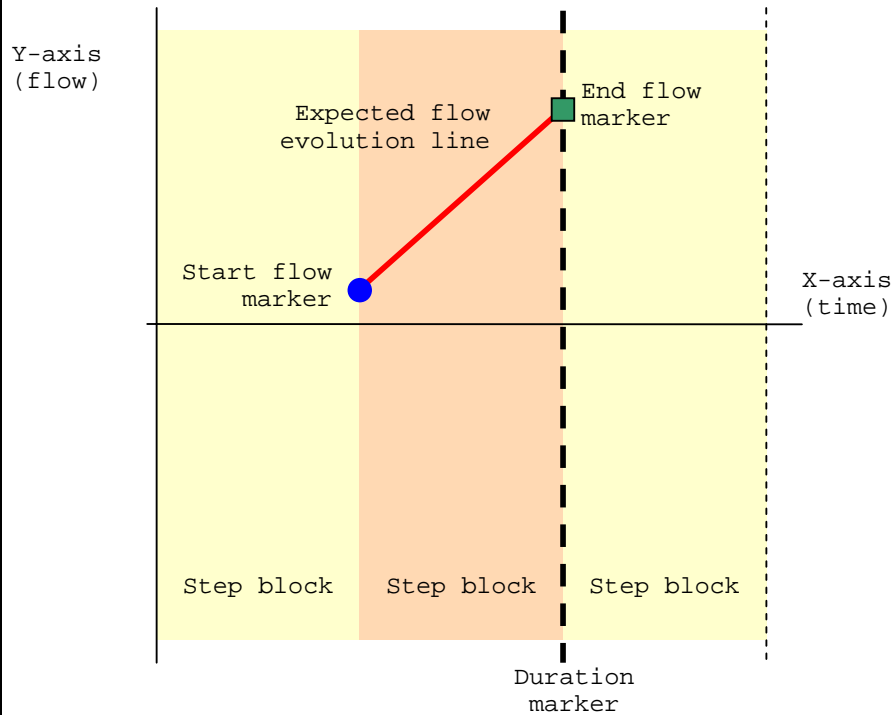 Y-axis
(flow)
End flow
marker
Expected flow
evolution line
Start flow
marker
X-axis
(time)
Step block
Step block
Step block
Duration
marker